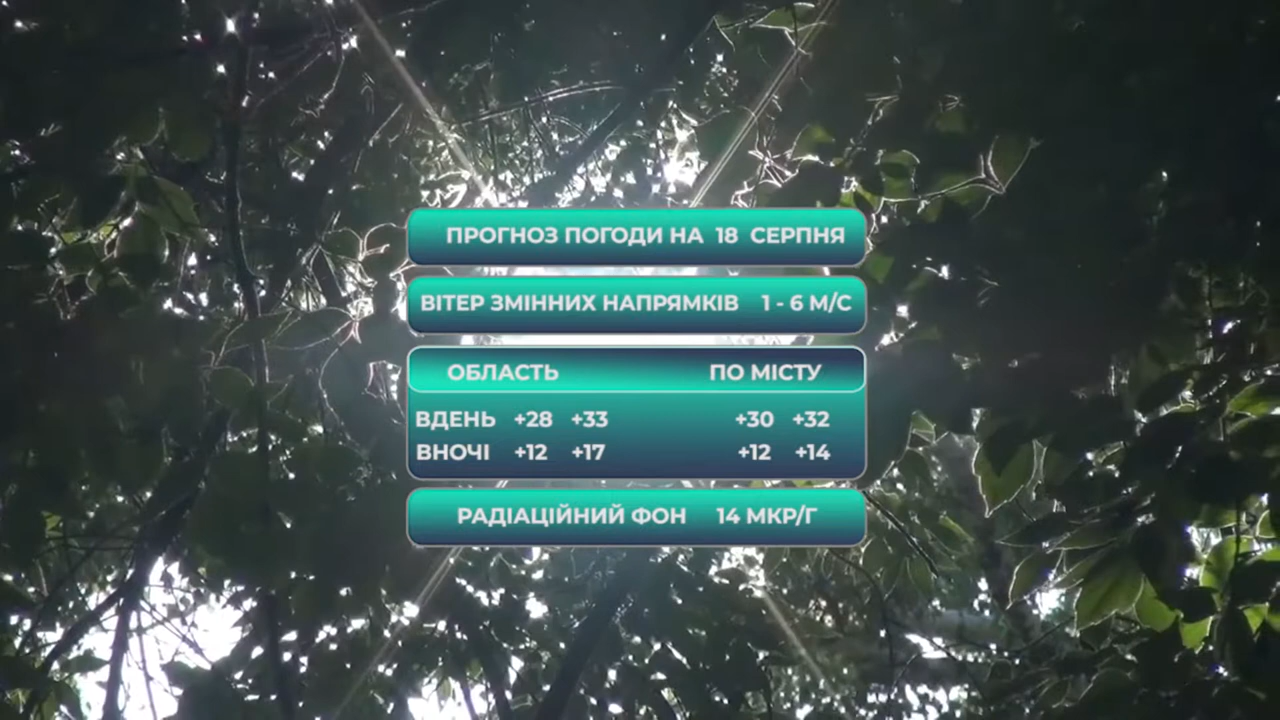 ПРОГНОЗ ПОГОДИ НА 18 СЕРПНЯ
ВІТЕР ЗМІННИХ НАПРЯМКІВ 1 - 6 М/С
ОБЛАСТЬ ПО МІСТУ
ВДЕНЬ +28 +33 +30 +32
ВНОЧІ +12 +17 +12 +14
РАДІАЦІЙНИЙ ФОН 14 МКР/Г